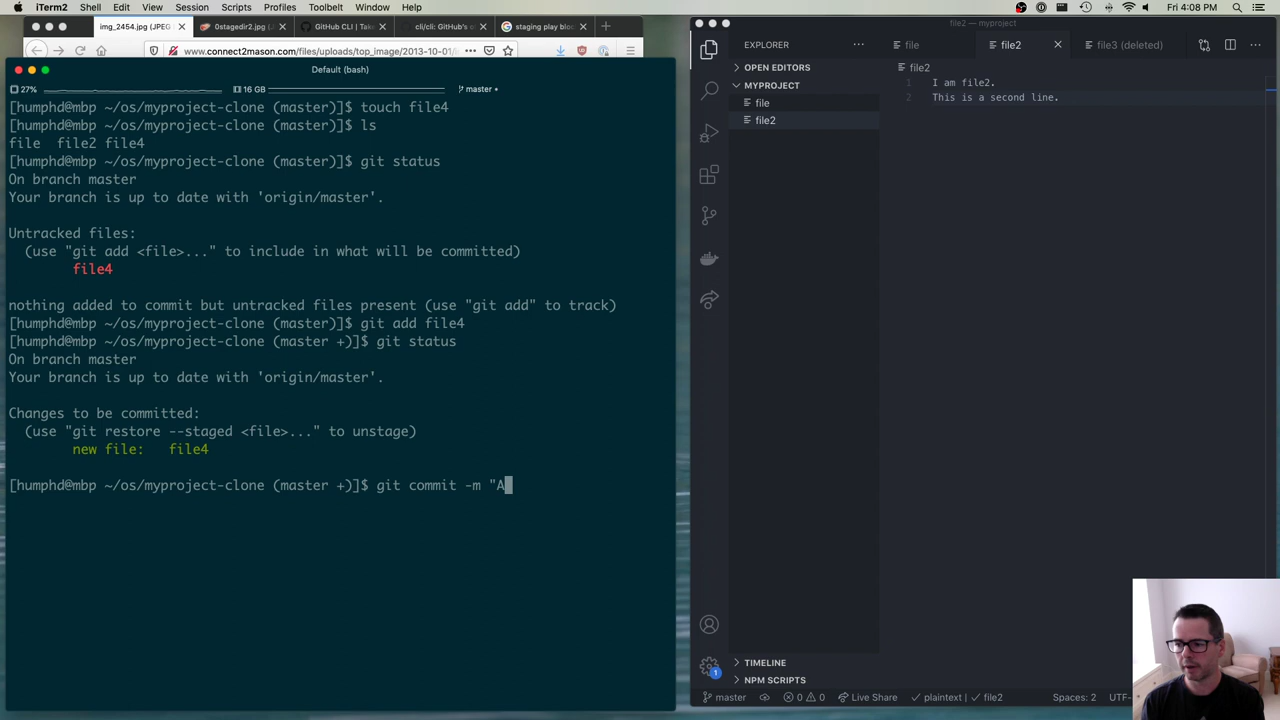 iTerm2 Shell Edit View Session Scripts Profiles Toolbelt Window Help
Fri 4:08 PM
img_2454.jpg (JPEG
0stagedir2.jpg (
GitHub CLI | Take
cli/cli: GitHub's
staging play bloc
www.connect2mason.com/files/uploads/top_image/2013-10-01/
Default (bash)
27%
16 GB
master
[humphd@mbp ~/os/myproject-clone (master)]$ touch file4
[humphd@mbp ~/os/myproject-clone (master)]$ ls
file file2 file4
[humphd@mbp ~/os/myproject-clone (master)]$ git status
On branch master
Your branch is up to date with 'origin/master'.
Untracked files:
(use "git add <file>..." to include in what will be committed)
file4
nothing added to commit but untracked files present (use "git add" to track)
[humphd@mbp ~/os/myproject-clone (master)]$ git add file4
[humphd@mbp ~/os/myproject-clone (master +)]$ git status
On branch master
Your branch is up to date with 'origin/master'.
Changes to be committed:
(use "git restore --staged <file>..." to unstage)
new file: file4
[humphd@mbp ~/os/myproject-clone (master +)]$ git commit -m "A
file2 — myproject
EXPLORER
file
file2
file3 (deleted)
OPEN EDITORS
MYPROJECT
file
file2
file2
1 I am file2.
2 This is a second line.
TIMELINE
NPM SCRIPTS
1
master
0
0
Live Share
plaintext |
file2
Spaces: 2
UTF-